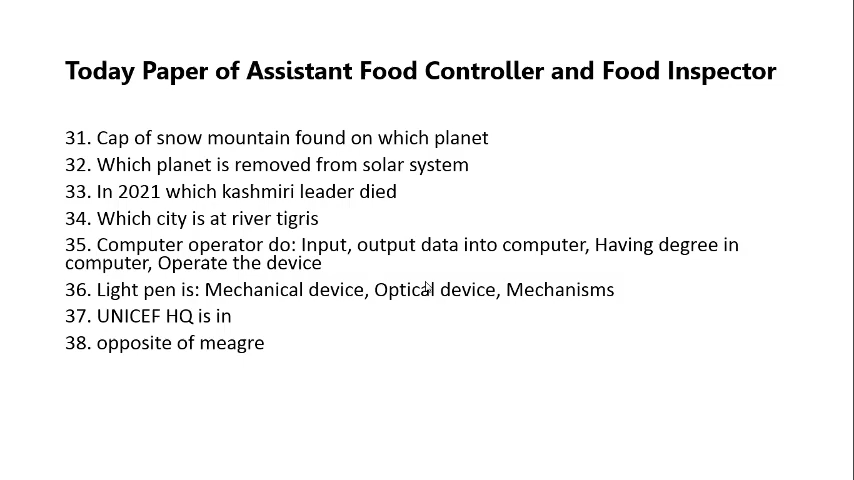 Today Paper of Assistant Food Controller and Food Inspector
31. Cap of snow mountain found on which planet
32. Which planet is removed from solar system
33. In 2021 which kashmiri leader died
34. Which city is at river tigris
35. Computer operator do: Input, output data into computer, Having degree in
computer, Operate the device
36. Light pen is: Mechanical device, Optical device, Mechanisms
37. UNICEF HQ is in
38. opposite of meagre